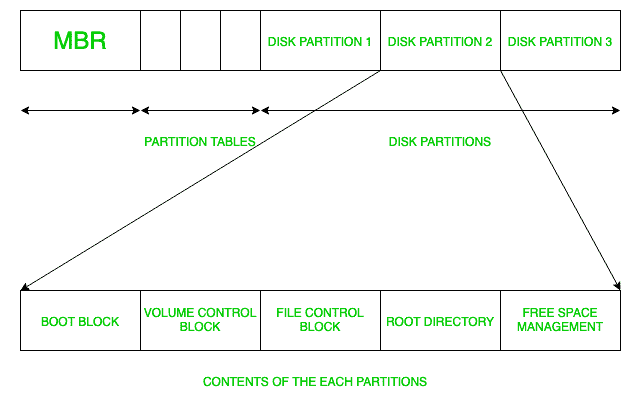 MBR
DISK PARTITION 1
DISK PARTITION 2
DISK PARTITION 3
PARTITION TABLES
DISK PARTITIONS
BOOT BLOCK
VOLUME CONTROL
BLOCK
FILE CONTROL
BLOCK
ROOT DIRECTORY
FREE SPACE
MANAGEMENT
CONTENTS OF THE EACH PARTITIONS